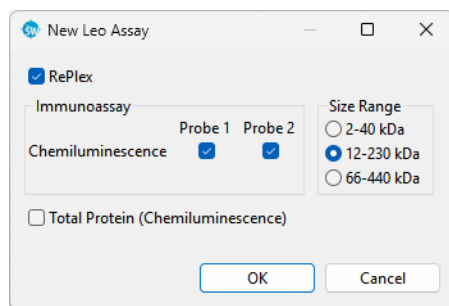 SW New Leo Assay
RePlex
Immunoassay
Probe 1 Probe 2
Chemiluminescence
Size Range
2-40 kDa
12-230 kDa
66-440 kDa
Total Protein (Chemiluminescence)
OK Cancel